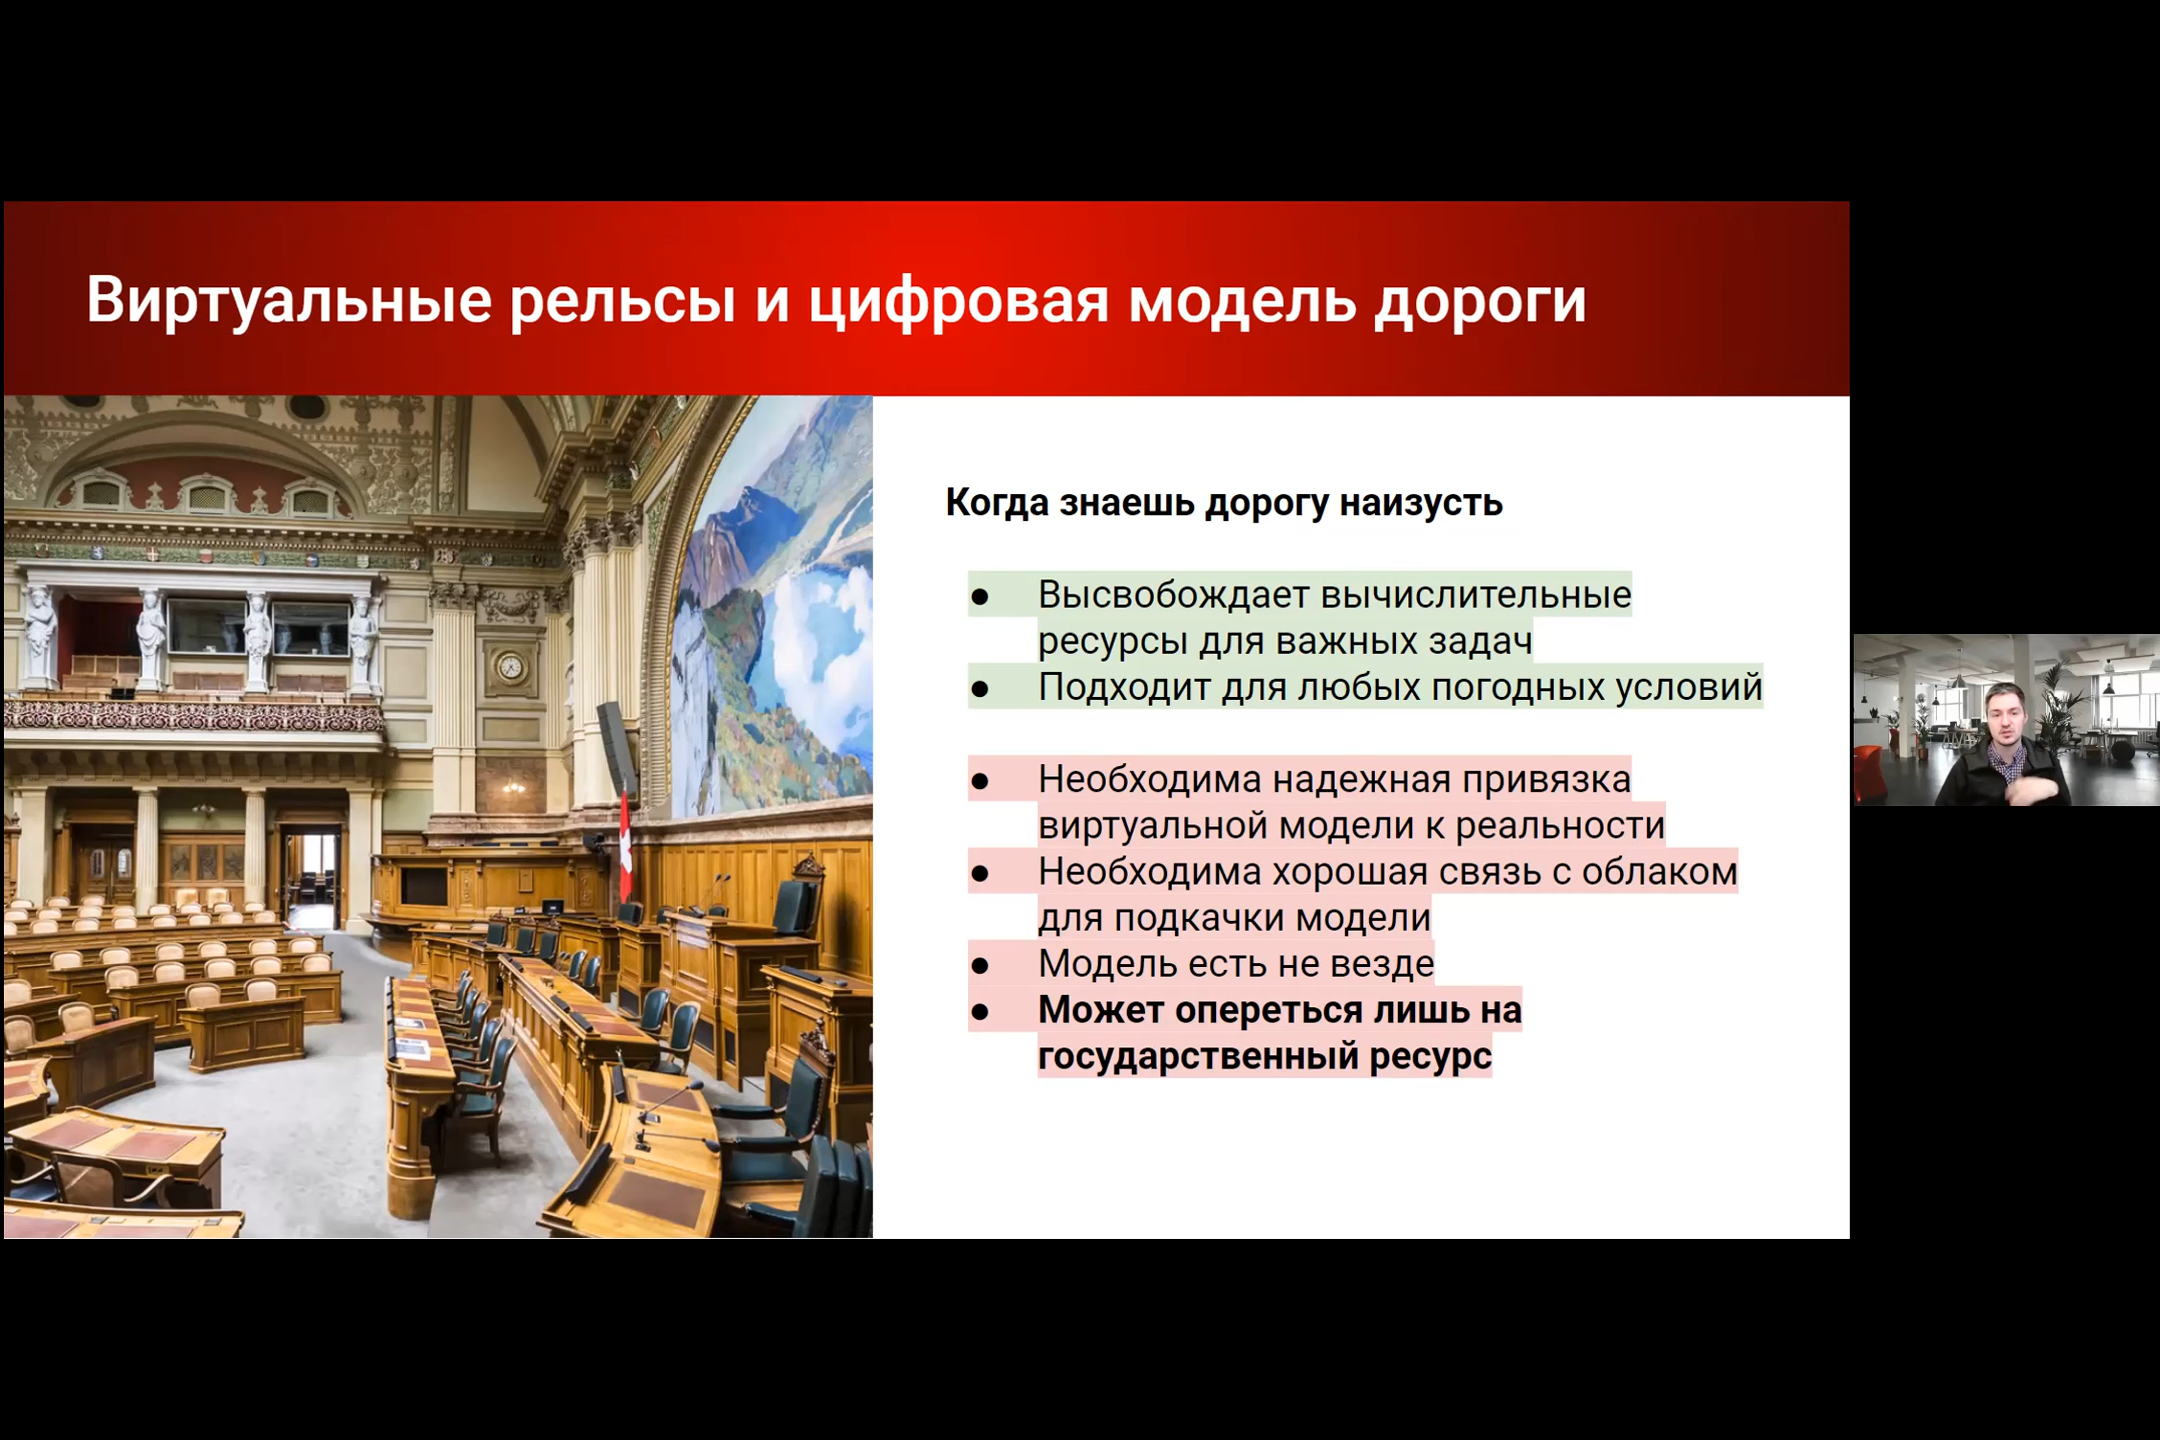 Виртуальные рельсы и цифровая модель дороги
Когда знаешь дорогу наизусть
● Высвобождает вычислительные
ресурсы для важных задач
● Подходит для любых погодных условий
● Необходима надежная привязка
виртуальной модели к реальности
● Необходима хорошая связь с облаком
для подкачки модели
● Модель есть не везде
● Может опереться лишь на
государственный ресурс